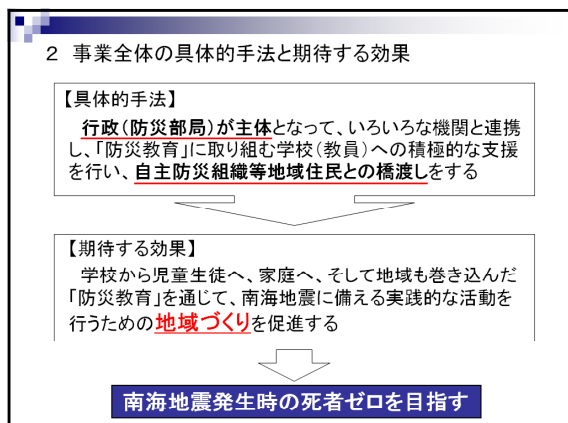 2 事業全体の具体的手法と期待する効果
【具体的手法】
行政(防災部局)が主体となって、いろいろな機関と連携
し、「防災教育」に取り組む学校(教員)への積極的な支援
を行い、自主防災組織等地域住民との橋渡しをする
【期待する効果】
学校から児童生徒へ、家庭へ、そして地域も巻き込んだ
「防災教育」を通じて、南海地震に備える実践的な活動を
行うための地域づくりを促進する
南海地震発生時の死者ゼロを目指す